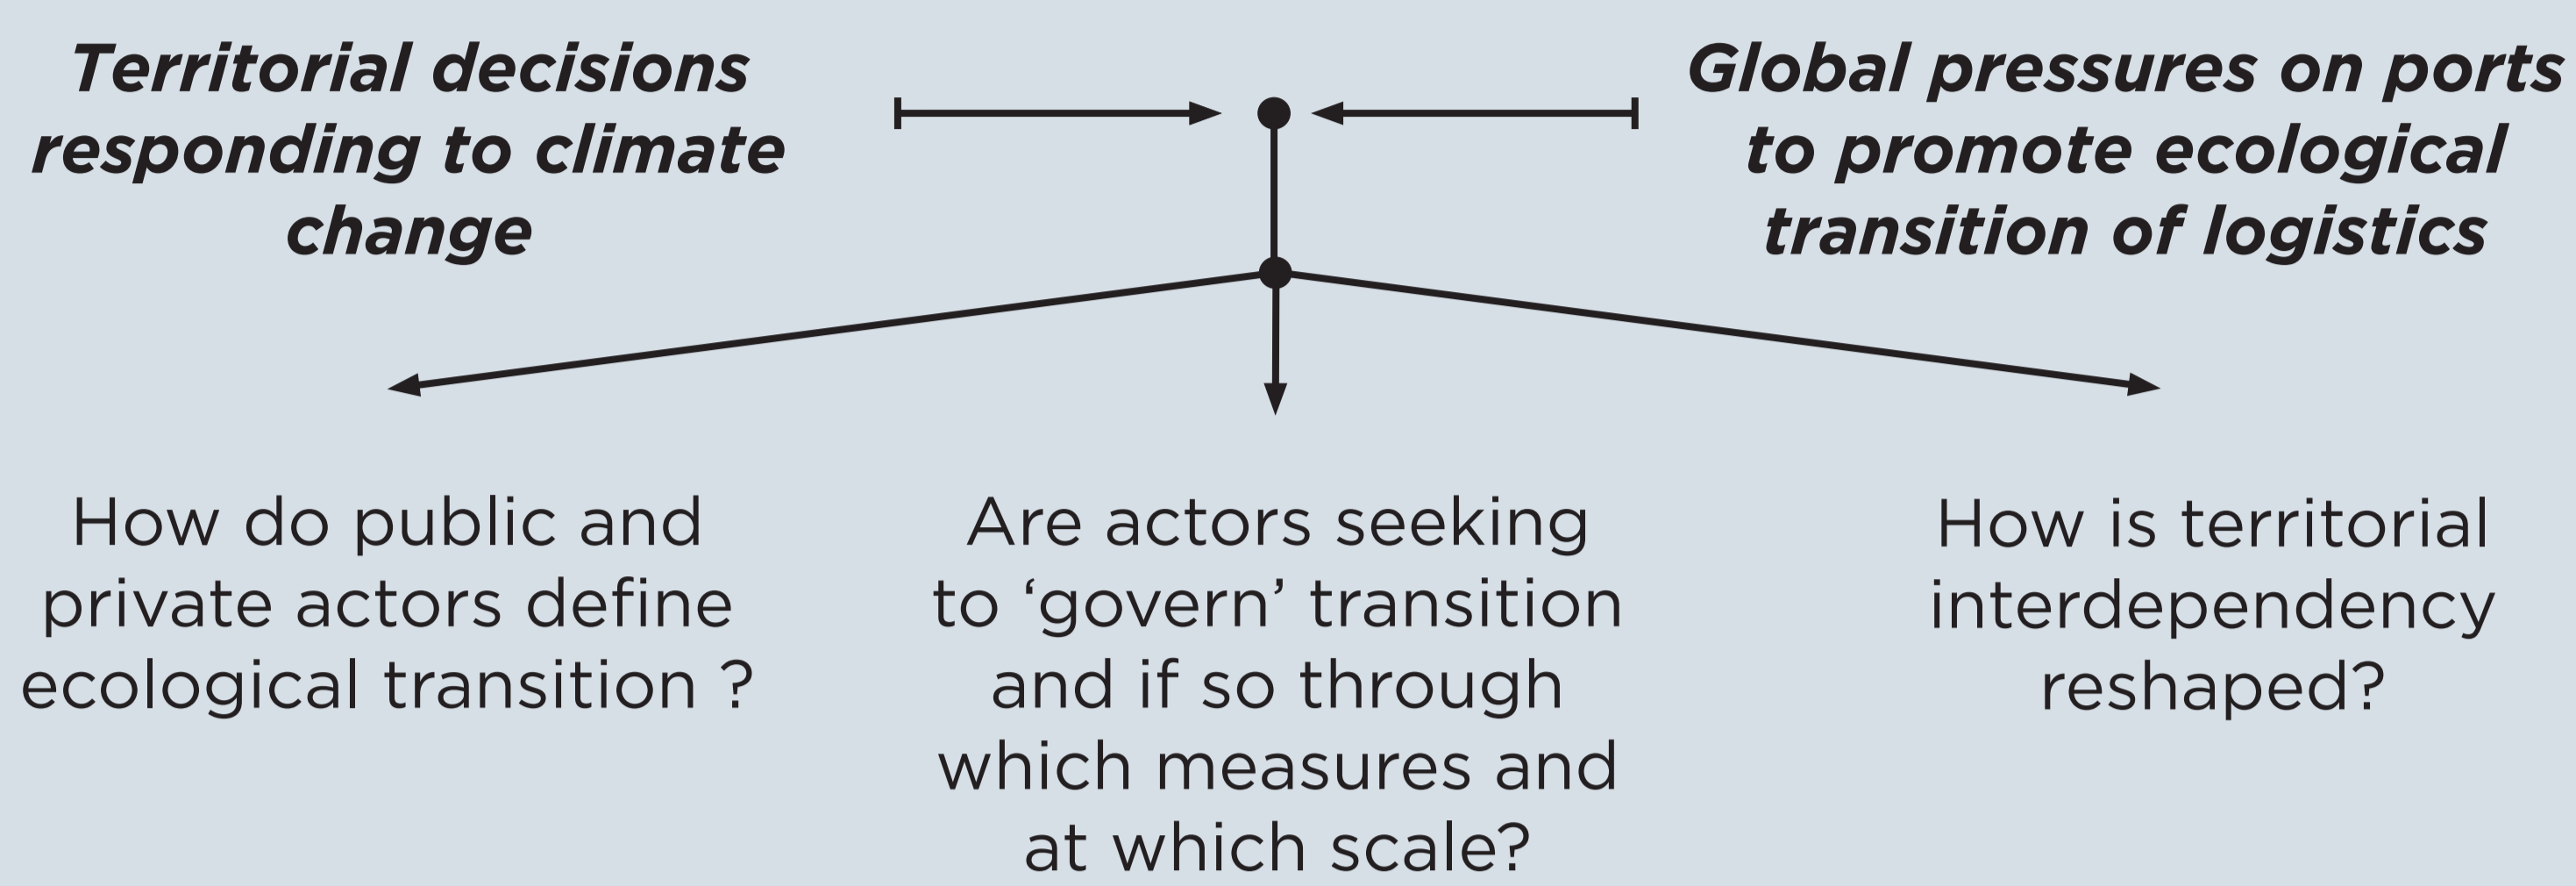 Territorial decisions
responding to climate
change
Global pressures on ports
to promote ecological
transition of logistics
How do public and
private actors define
ecological transition ?
Are actors seeking
to ‘govern’ transition
and if so through
which measures and
at which scale?
How is territorial
interdependency
reshaped?